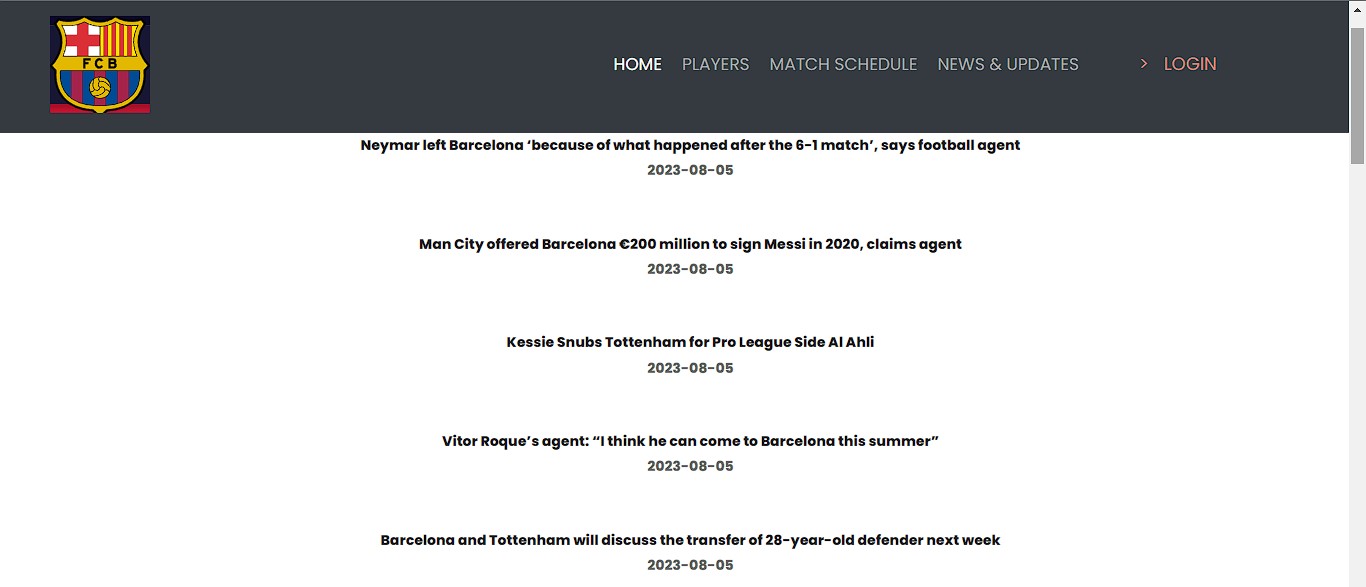 FCB
HOME PLAYERS MATCH SCHEDULE NEWS & UPDATES > LOGIN
Neymar left Barcelona ‘because of what happened after the 6-1 match’, says football agent
2023-08-05
Man City offered Barcelona €200 million to sign Messi in 2020, claims agent
2023-08-05
Kessie Snubs Tottenham for Pro League Side Al Ahli
2023-08-05
Vitor Roque’s agent: “I think he can come to Barcelona this summer”
2023-08-05
Barcelona and Tottenham will discuss the transfer of 28-year-old defender next week
2023-08-05